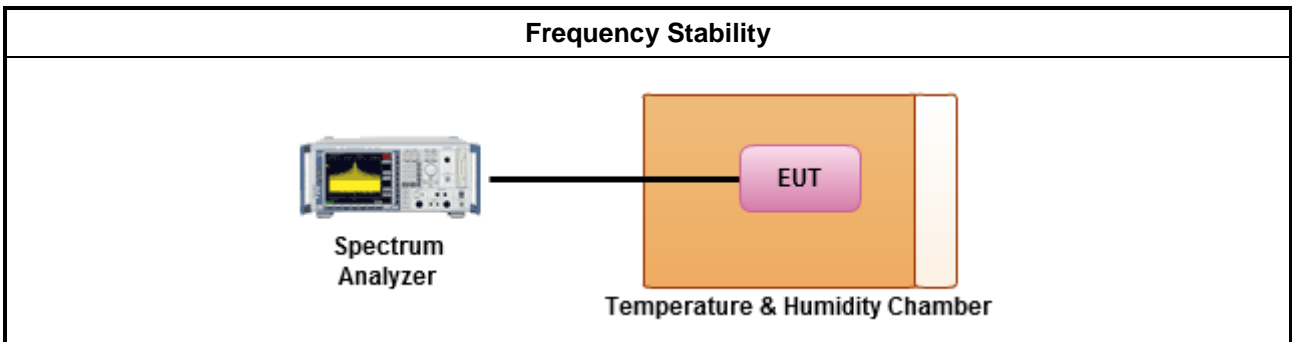 Frequency Stability
EUT
Spectrum
Analyzer
Temperature & Humidity Chamber